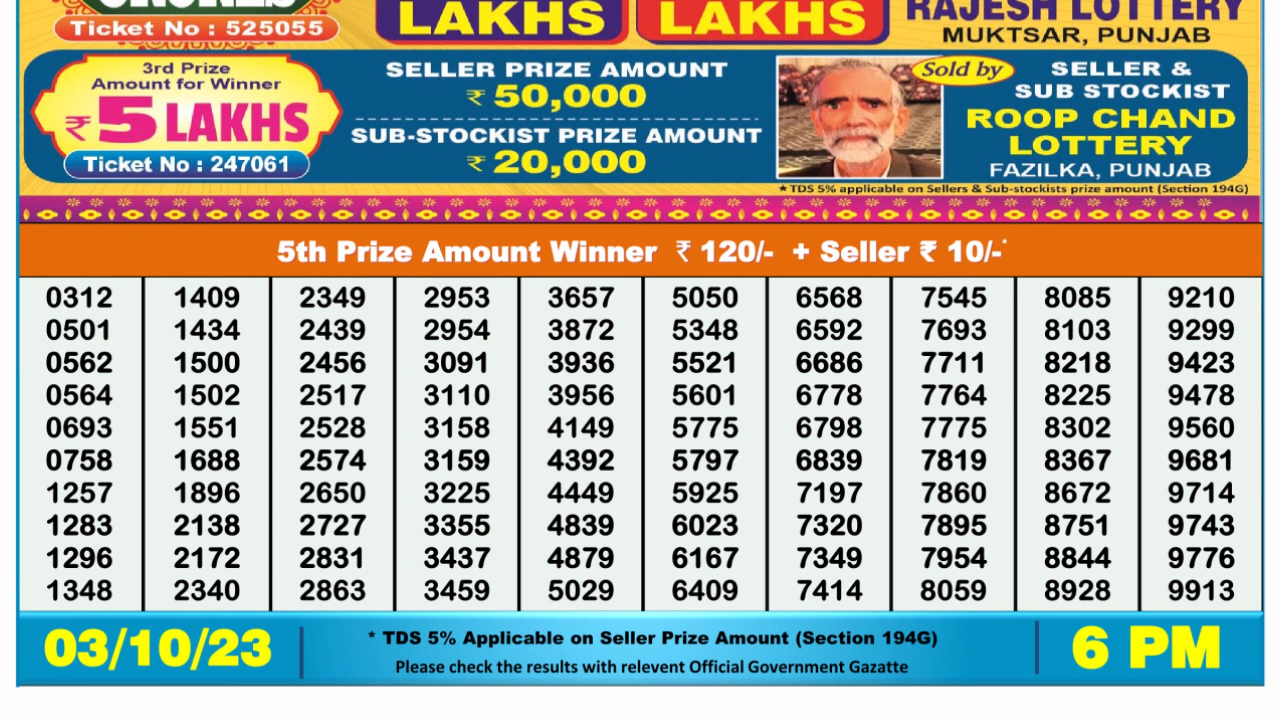 CRORES
Ticket No : 525055
LAKHS
LAKHS
RAJESH LOTTERY
MUKTSAR, PUNJAB
3rd Prize
Amount for Winner
₹5 LAKHS
Ticket No : 247061
SELLER PRIZE AMOUNT
₹ 50,000
SUB-STOCKIST PRIZE AMOUNT
₹ 20,000
Sold by
SELLER &
SUB STOCKIST
ROOP CHAND
LOTTERY
FAZILKA, PUNJAB
★TDS 5% applicable on Sellers & Sub-stockists prize amount (Section 194G)
5th Prize Amount Winner ₹ 120/- + Seller ₹ 10/-*
0312 1409 2349 2953 3657 5050 6568 7545 8085 9210
0501 1434 2439 2954 3872 5348 6592 7693 8103 9299
0562 1500 2456 3091 3936 5521 6686 7711 8218 9423
0564 1502 2517 3110 3956 5601 6778 7764 8225 9478
0693 1551 2528 3158 4149 5775 6798 7775 8302 9560
0758 1688 2574 3159 4392 5797 6839 7819 8367 9681
1257 1896 2650 3225 4449 5925 7197 7860 8672 9714
1283 2138 2727 3355 4839 6023 7320 7895 8751 9743
1296 2172 2831 3437 4879 6167 7349 7954 8844 9776
1348 2340 2863 3459 5029 6409 7414 8059 8928 9913
03/10/23
* TDS 5% Applicable on Seller Prize Amount (Section 194G)
Please check the results with relevent Official Government Gazatte
6 PM